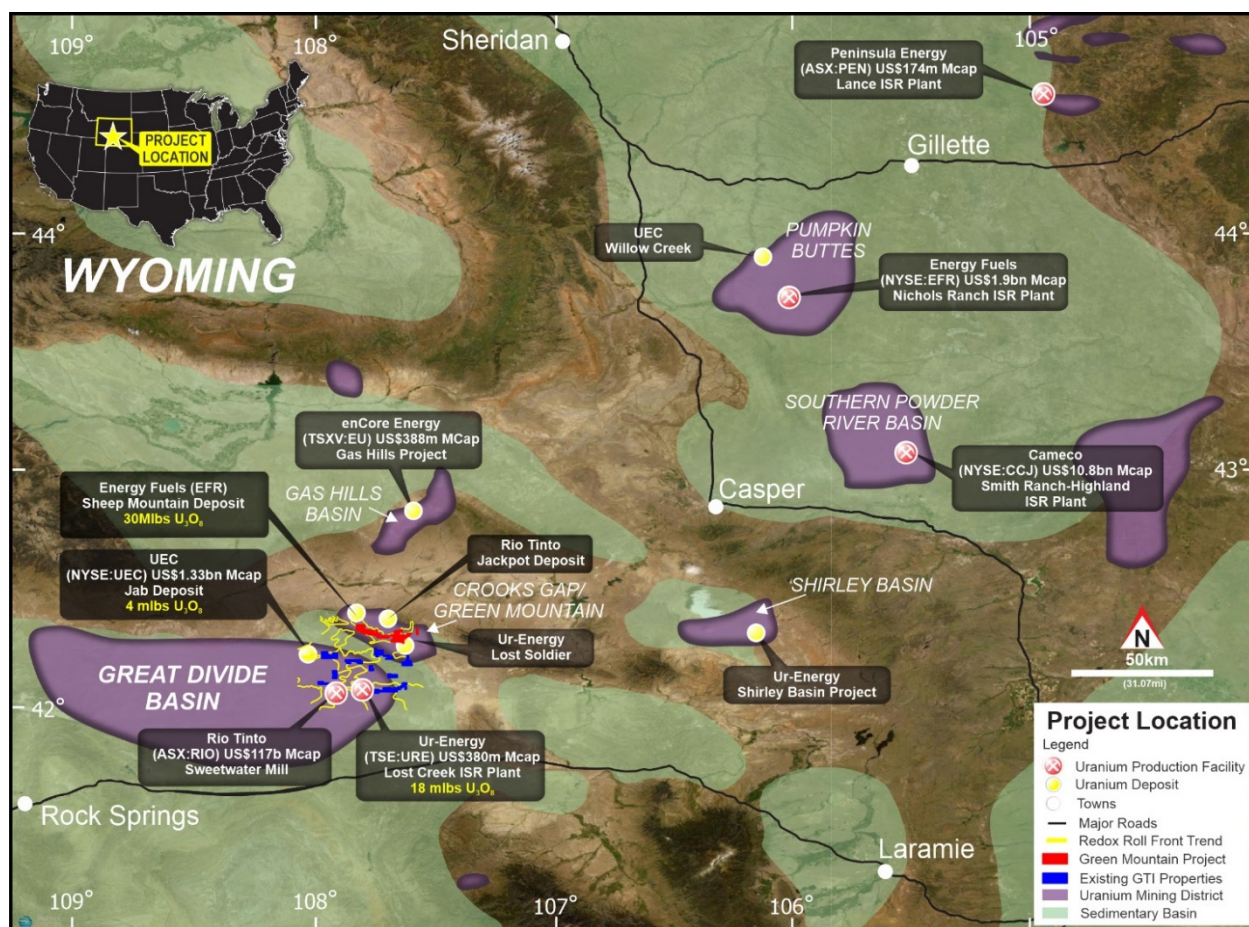 109°
108°
Sheridan
105°
Peninsula Energy
(ASX:PEN) US$174m Mcap
Lance ISR Plant
PROJECT
LOCATION
Gillette
44°
WYOMING
UEC
Willow Creek
PUMPKIN
BUTTES
44°
Energy Fuels
(NYSE:EFR) US$1.9bn Mcap
Nichols Ranch ISR Plant
enCore Energy
(TSXV:EU) US$388m MCap
Gas Hills Project
SOUTHERN POWDER
RIVER BASIN
Cameco
(NYSE:CCJ) US$10.8bn Mcap
Smith Ranch-Highland
ISR Plant
43°
Energy Fuels (EFR)
Sheep Mountain Deposit
30Mlbs U₃O₈
GAS HILLS
BASIN
Casper
UEC
(NYSE:UEC) US$1.33bn Mcap
Jab Deposit
4 mlbs U₃O₈
Rio Tinto
Jackpot Deposit
CROOKS GAP/
GREEN MOUNTAIN
SHIRLEY BASIN
Ur-Energy
Lost Soldier
N
50km
(31.07mi)
GREAT DIVIDE
BASIN
Ur-Energy
Shirley Basin Project
42°
Rio Tinto
(ASX:RIO) US$117b Mcap
Sweetwater Mill
Ur-Energy
(TSE:URE) US$380m Mcap
Lost Creek ISR Plant
18 mlbs U₃O₈
Rock Springs
Laramie
Project Location
Legend
Uranium Production Facility
Uranium Deposit
Towns
Major Roads
Redox Roll Front Trend
Green Mountain Project
Existing GTI Properties
Uranium Mining District
Sedimentary Basin
109°
108°
107°
106°
105°